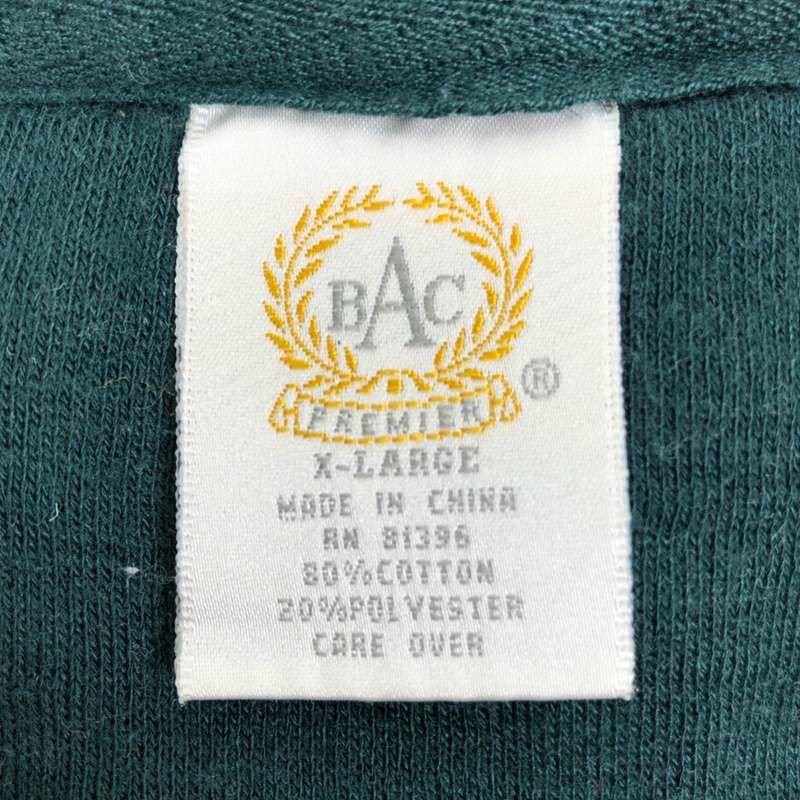 BAC
PREMIER
®
X-LARGE
MADE IN CHINA
RN 81396
80%COTTON
20%POLYESTER
CARE OVER